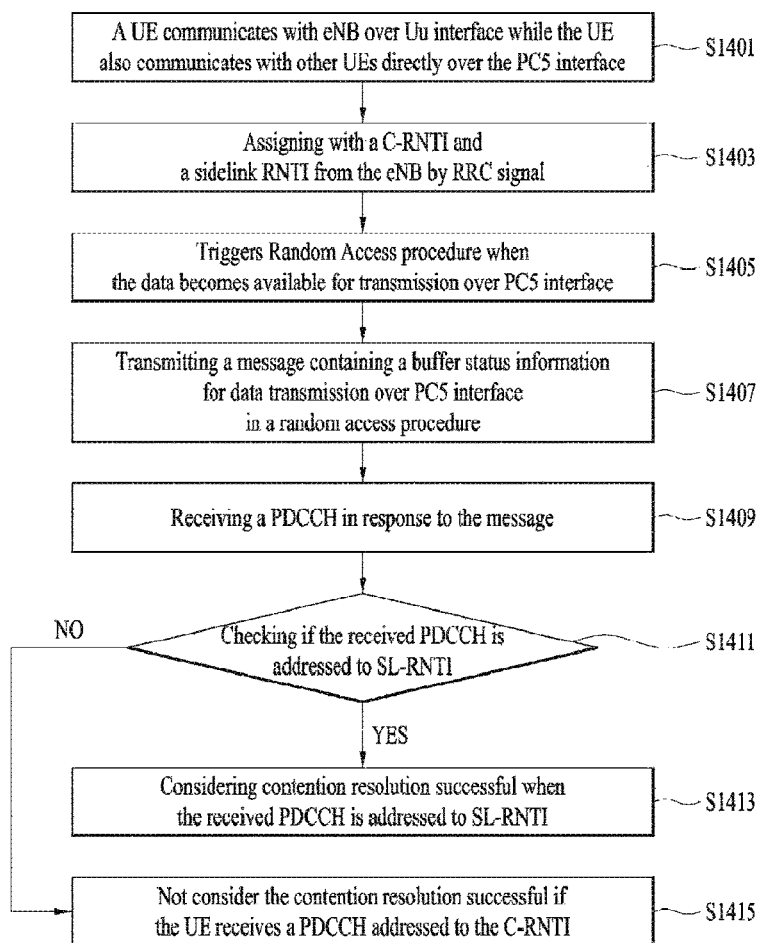 A UE communicates with eNB over Uu interface while the UE
also communicates with other UEs directly over the PC5 interface
S1401
Assigning with a C-RNTI and
a sidelink RNTI from the eNB by RRC signal
S1403
Triggers Random Access procedure when
the data becomes available for transmission over PC5 interface
S1405
Transmitting a message containing a buffer status information
for data transmission over PC5 interface
in a random access procedure
S1407
Receiving a PDCCH in response to the message
S1409
NO
Checking if the received PDCCH is
addressed to SL-RNTI
S1411
YES
Considering contention resolution successful when
the received PDCCH is addressed to SL-RNTI
S1413
Not consider the contention resolution successful if
the UE receives a PDCCH addressed to the C-RNTI
S1415